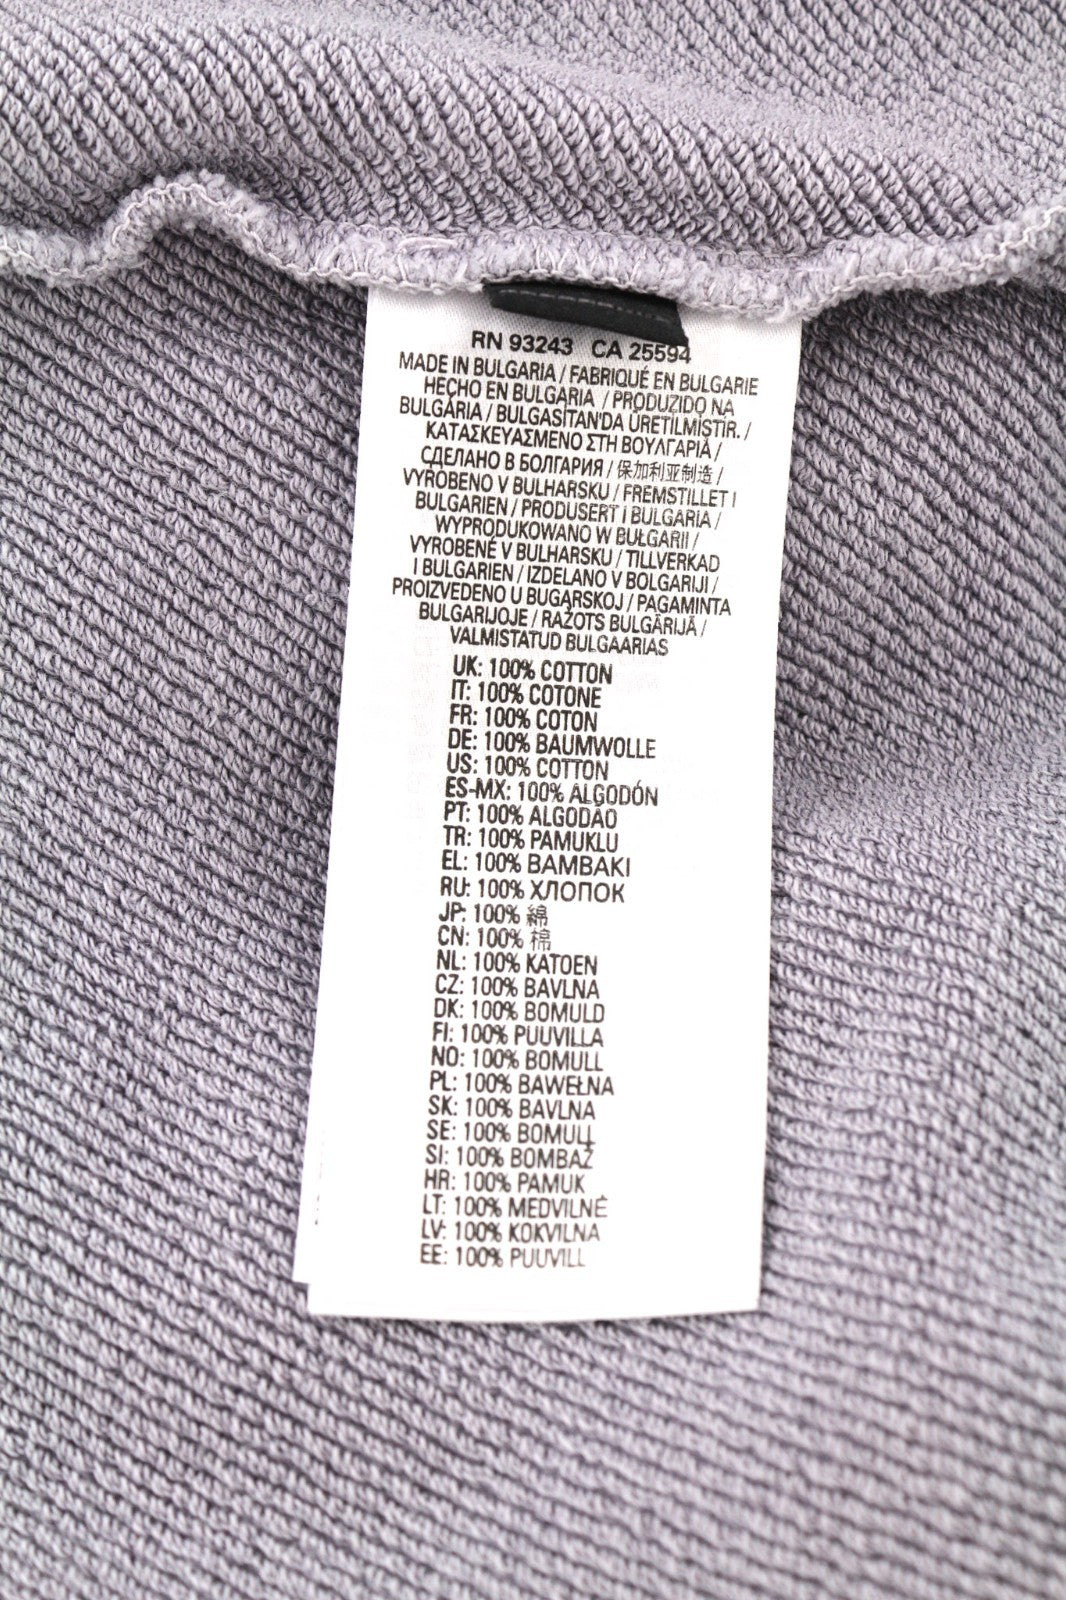 RN 93243 CA 25594
MADE IN BULGARIA / FABRIQUÉ EN BULGARIE
HECHO EN BULGARIA / PRODUZIDO NA
BULGÁRIA / BULGASİTAN'DA ÜRETİLMİŞTİR. /
ΚΑΤΑΣΚΕΥΑΣΜΕΝΟ ΣΤΗ ΒΟΥΛΓΑΡΙΑ /
СДЕЛАНО В БОЛГАРИЯ / 保加利亚制造 /
VYROBENO V BULHARSKU / FREMSTILLET I
BULGARIEN / PRODUSERT I BULGARIA /
WYPRODUKOWANO W BUŁGARII /
VYROBENÉ V BULHARSKU / TILLVERKAD
I BULGARIEN / IZDELANO V BOLGARIJI /
PROIZVEDENO U BUGARSKOJ / PAGAMINTA
BULGARIJOJE / RAŽOTS BULGĀRIJĀ /
VALMISTATUD BULGAARIAS
UK: 100% COTTON
IT: 100% COTONE
FR: 100% COTON
DE: 100% BAUMWOLLE
US: 100% COTTON
ES-MX: 100% ALGODÓN
PT: 100% ALGODÃO
TR: 100% PAMUKLU
EL: 100% ΒΑΜΒΑΚΙ
RU: 100% ХЛОПОК
JP: 100% 綿
CN: 100% 棉
NL: 100% KATOEN
CZ: 100% BAVLNA
DK: 100% BOMULD
FI: 100% PUUVILLA
NO: 100% BOMULL
PL: 100% BAWEŁNA
SK: 100% BAVLNA
SE: 100% BOMULL
SI: 100% BOMBAŽ
HR: 100% PAMUK
LT: 100% MEDVILNĖ
LV: 100% KOKVILNA
EE: 100% PUUVILL